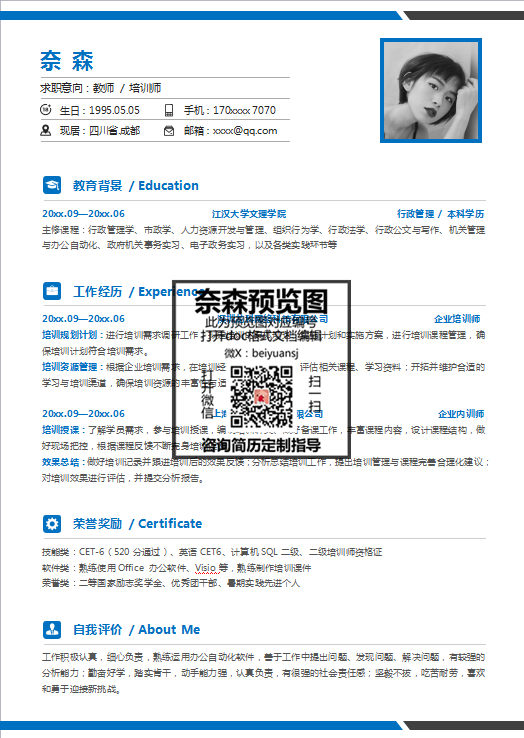 奈 森
求职意向：教师 / 培训师
生日：1995.05.05 手机：170xxxx 7070
现居：四川省.成都 邮箱：xxxx@qq.com
教育背景 / Education
20xx.09—20xx.06 江汉大学文理学院 行政管理 / 本科学历
主修课程：行政管理学、市政学、人力资源开发与管理、组织行为学、行政法学、行政公文与写作、机关管理
与办公自动化、政府机关事务实习、电子政务实习，以及各类实践环节等
工作经历 / Experience
20xx.09—20xx.06 企业培训师
奈森预览图
此为预览图对应编号
打开doc格式文档编辑
微X：beiyuansj
打开微信
扫一扫
咨询简历定制指导
培训规划计划：进行培训需求调研工作 计划和实施方案，进行培训课程管理，确
保培训计划符合培训需求。
培训资源管理：根据企业培训需求，在培训经 评估相关课程、学习资料；开拓并维护合适的
学习与培训渠道，确保培训资源的丰富性
20xx.09—20xx.06 公司 企业内训师
培训授课：了解学员需求，参与培训授课， 备课工作，丰富课程内容，设计课程结构，做
好现场把控，根据课程反馈不断完
效果总结：做好培训记录并跟进培训后的效果反馈；分析总结培训工作，提出培训管理与课程完善合理化建议；
对培训效果进行评估，并提交分析报告。
荣誉奖励 / Certificate
技能类：CET-6（520 分通过）、英语 CET6、计算机 SQL 二级、二级培训师资格证
软件类：熟练使用 Office 办公软件、Visio 等，熟练制作培训课件
荣誉类：二等国家励志奖学金、优秀团干部、暑期实践先进个人
自我评价 / About Me
工作积极认真，细心负责，熟练运用办公自动化软件，善于工作中提出问题、发现问题、解决问题，有较强的
分析能力；勤奋好学，踏实肯干，动手能力强，认真负责，有很强的社会责任感；坚毅不拔，吃苦耐劳，喜欢
和勇于迎接新挑战。